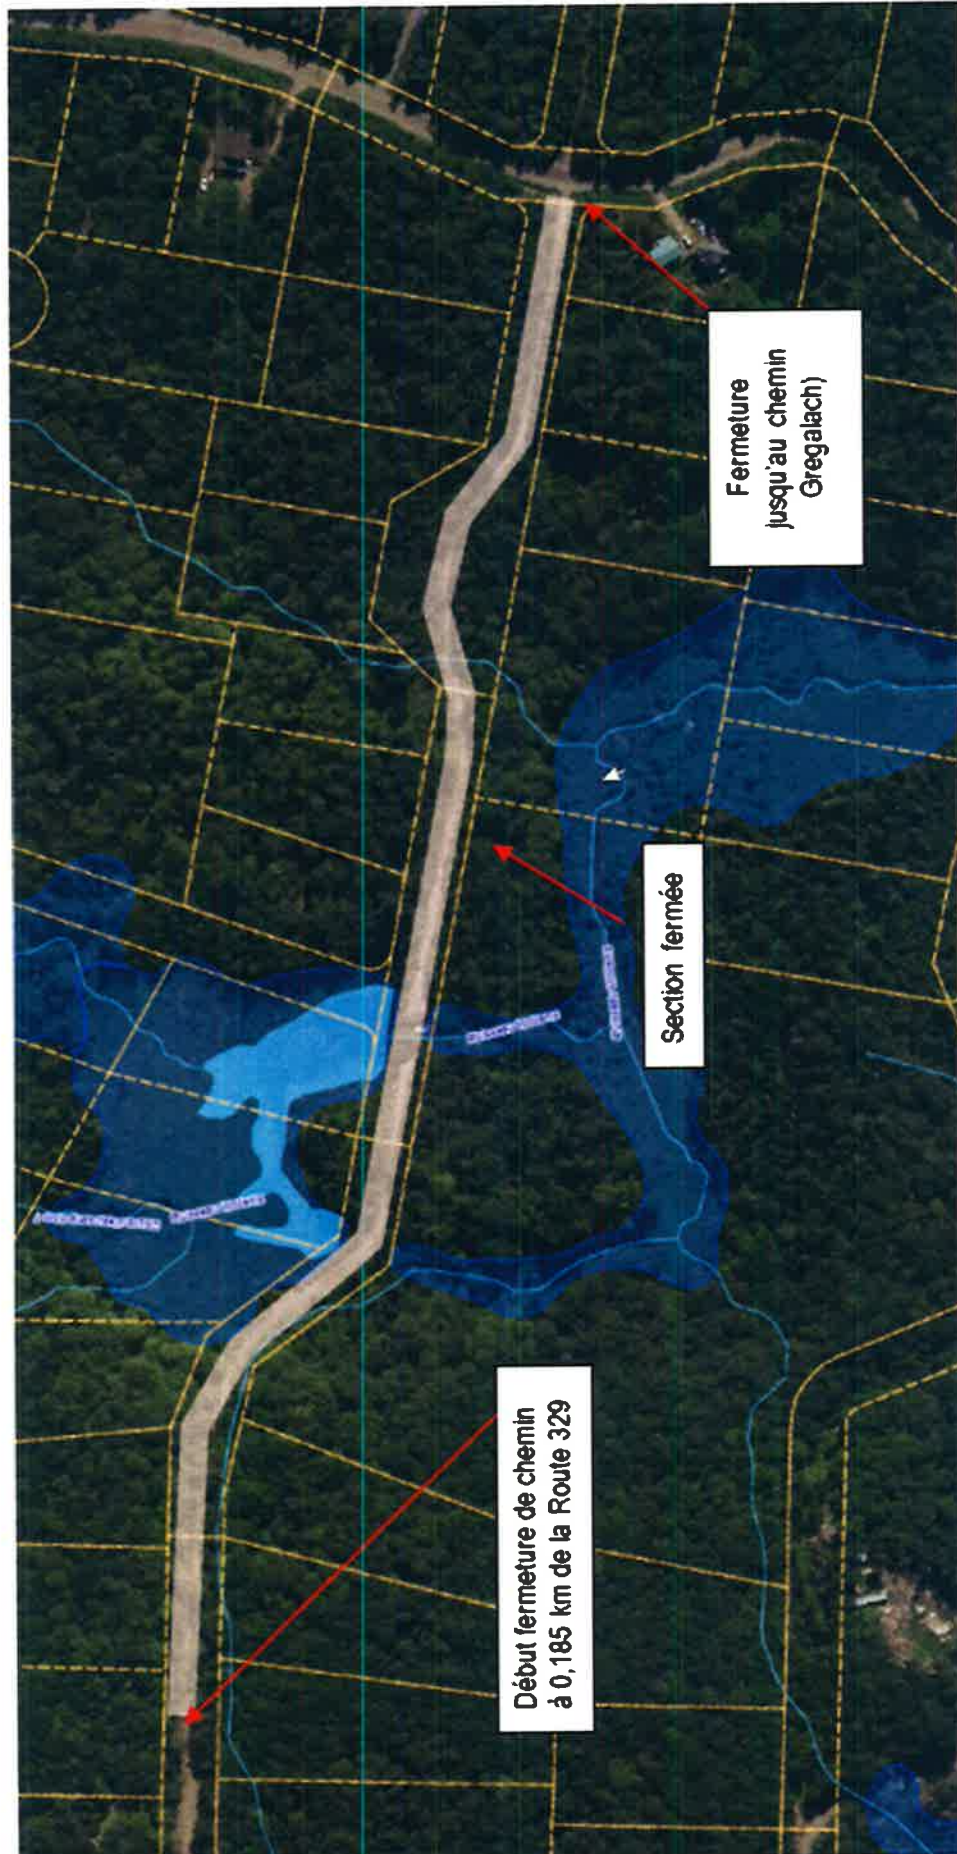 Début fermeture de chemin
à 0,185 km de la Route 329
Section fermée
Fermeture
jusqu'au chemin
Gregalach)